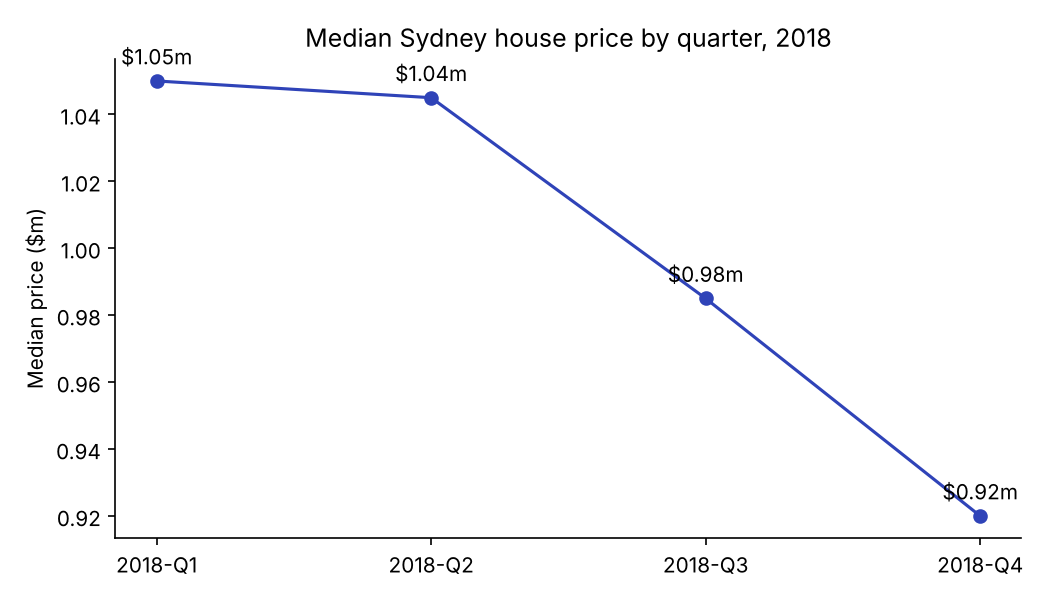 Median Sydney house price by quarter, 2018
$1.05m
$1.04m
$0.98m
$0.92m
Median price ($m)
1.04
1.02
1.00
0.98
0.96
0.94
0.92
2018-Q1
2018-Q2
2018-Q3
2018-Q4